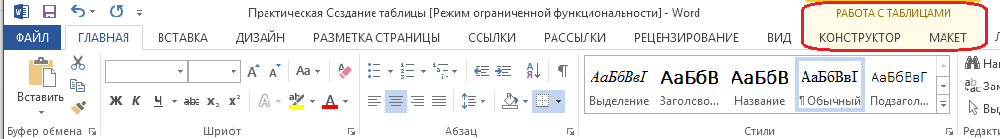 Практическая Создание таблицы [Режим ограниченной функциональности] - Word
РАБОТА С ТАБЛИЦАМИ
ФАЙЛ ГЛАВНАЯ ВСТАВКА ДИЗАЙН РАЗМЕТКА СТРАНИЦЫ ССЫЛКИ РАССЫЛКИ РЕЦЕНЗИРОВАНИЕ ВИД КОНСТРУКТОР МАКЕТ
Вставить
Aa
Ж К Ч abc x₂ x²
АаБбВвІ АаБбВ АаБбВ АаБбВвІ АаБбВвГ
Выделение Заголово... Название ¶ Обычный Подзагол...
Най
Зам
Выд
Буфер обмена Шрифт Абзац Стили Редакти